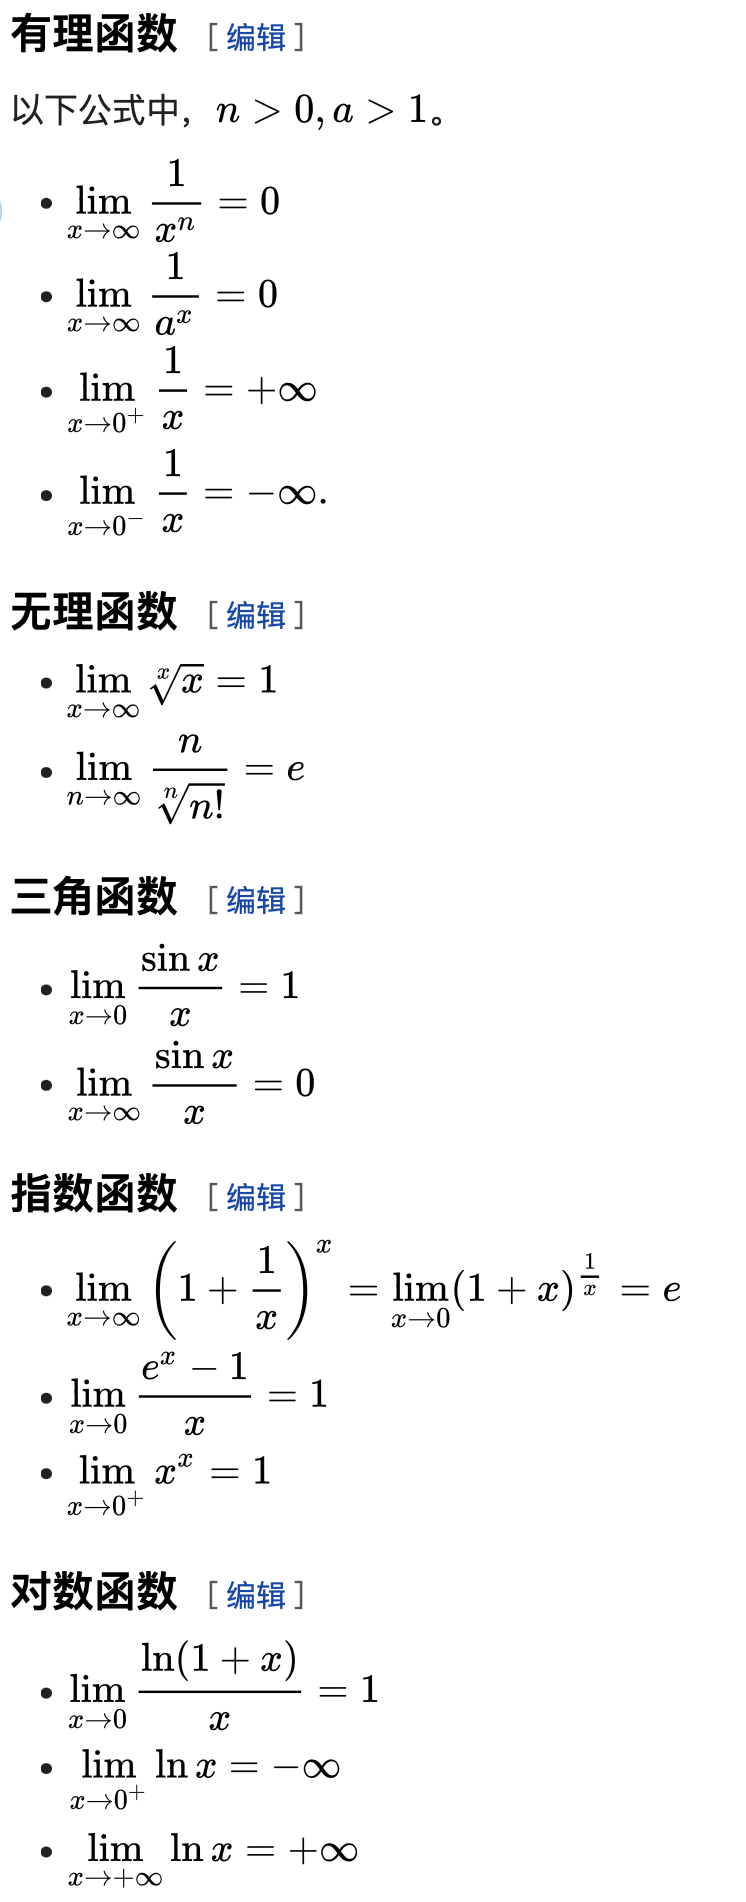 有理函数 [编辑]
以下公式中，$n > 0, a > 1$。
• $\lim_{x \to \infty} \frac{1}{x^n} = 0$
• $\lim_{x \to \infty} \frac{1}{a^x} = 0$
• $\lim_{x \to 0^+} \frac{1}{x} = +\infty$
• $\lim_{x \to 0^-} \frac{1}{x} = -\infty.$
无理函数 [编辑]
• $\lim_{x \to \infty} \sqrt[x]{x} = 1$
• $\lim_{n \to \infty} \frac{n}{\sqrt[n]{n!}} = e$
三角函数 [编辑]
• $\lim_{x \to 0} \frac{\sin x}{x} = 1$
• $\lim_{x \to \infty} \frac{\sin x}{x} = 0$
指数函数 [编辑]
• $\lim_{x \to \infty} \left(1 + \frac{1}{x}\right)^x = \lim_{x \to 0} (1 + x)^{\frac{1}{x}} = e$
• $\lim_{x \to 0} \frac{e^x - 1}{x} = 1$
• $\lim_{x \to 0^+} x^x = 1$
对数函数 [编辑]
• $\lim_{x \to 0} \frac{\ln(1 + x)}{x} = 1$
• $\lim_{x \to 0^+} \ln x = -\infty$
• $\lim_{x \to +\infty} \ln x = +\infty$